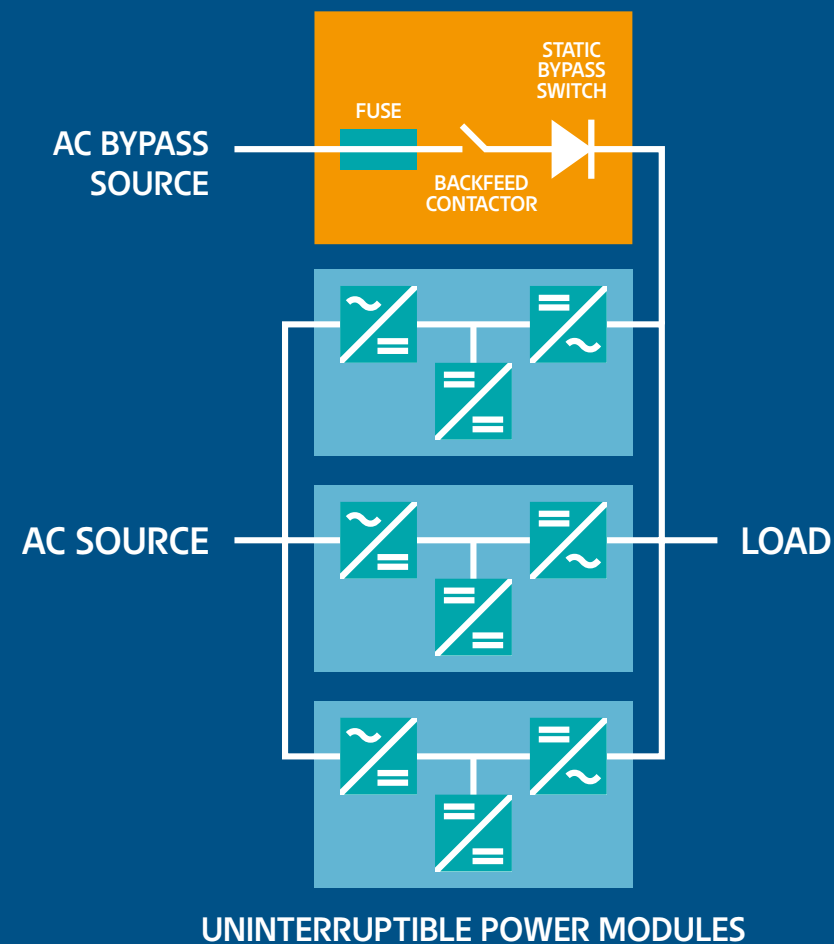 STATIC
BYPASS
SWITCH
FUSE
AC BYPASS
SOURCE
BACKFEED
CONTACTOR
AC SOURCE
LOAD
UNINTERRUPTIBLE POWER MODULES